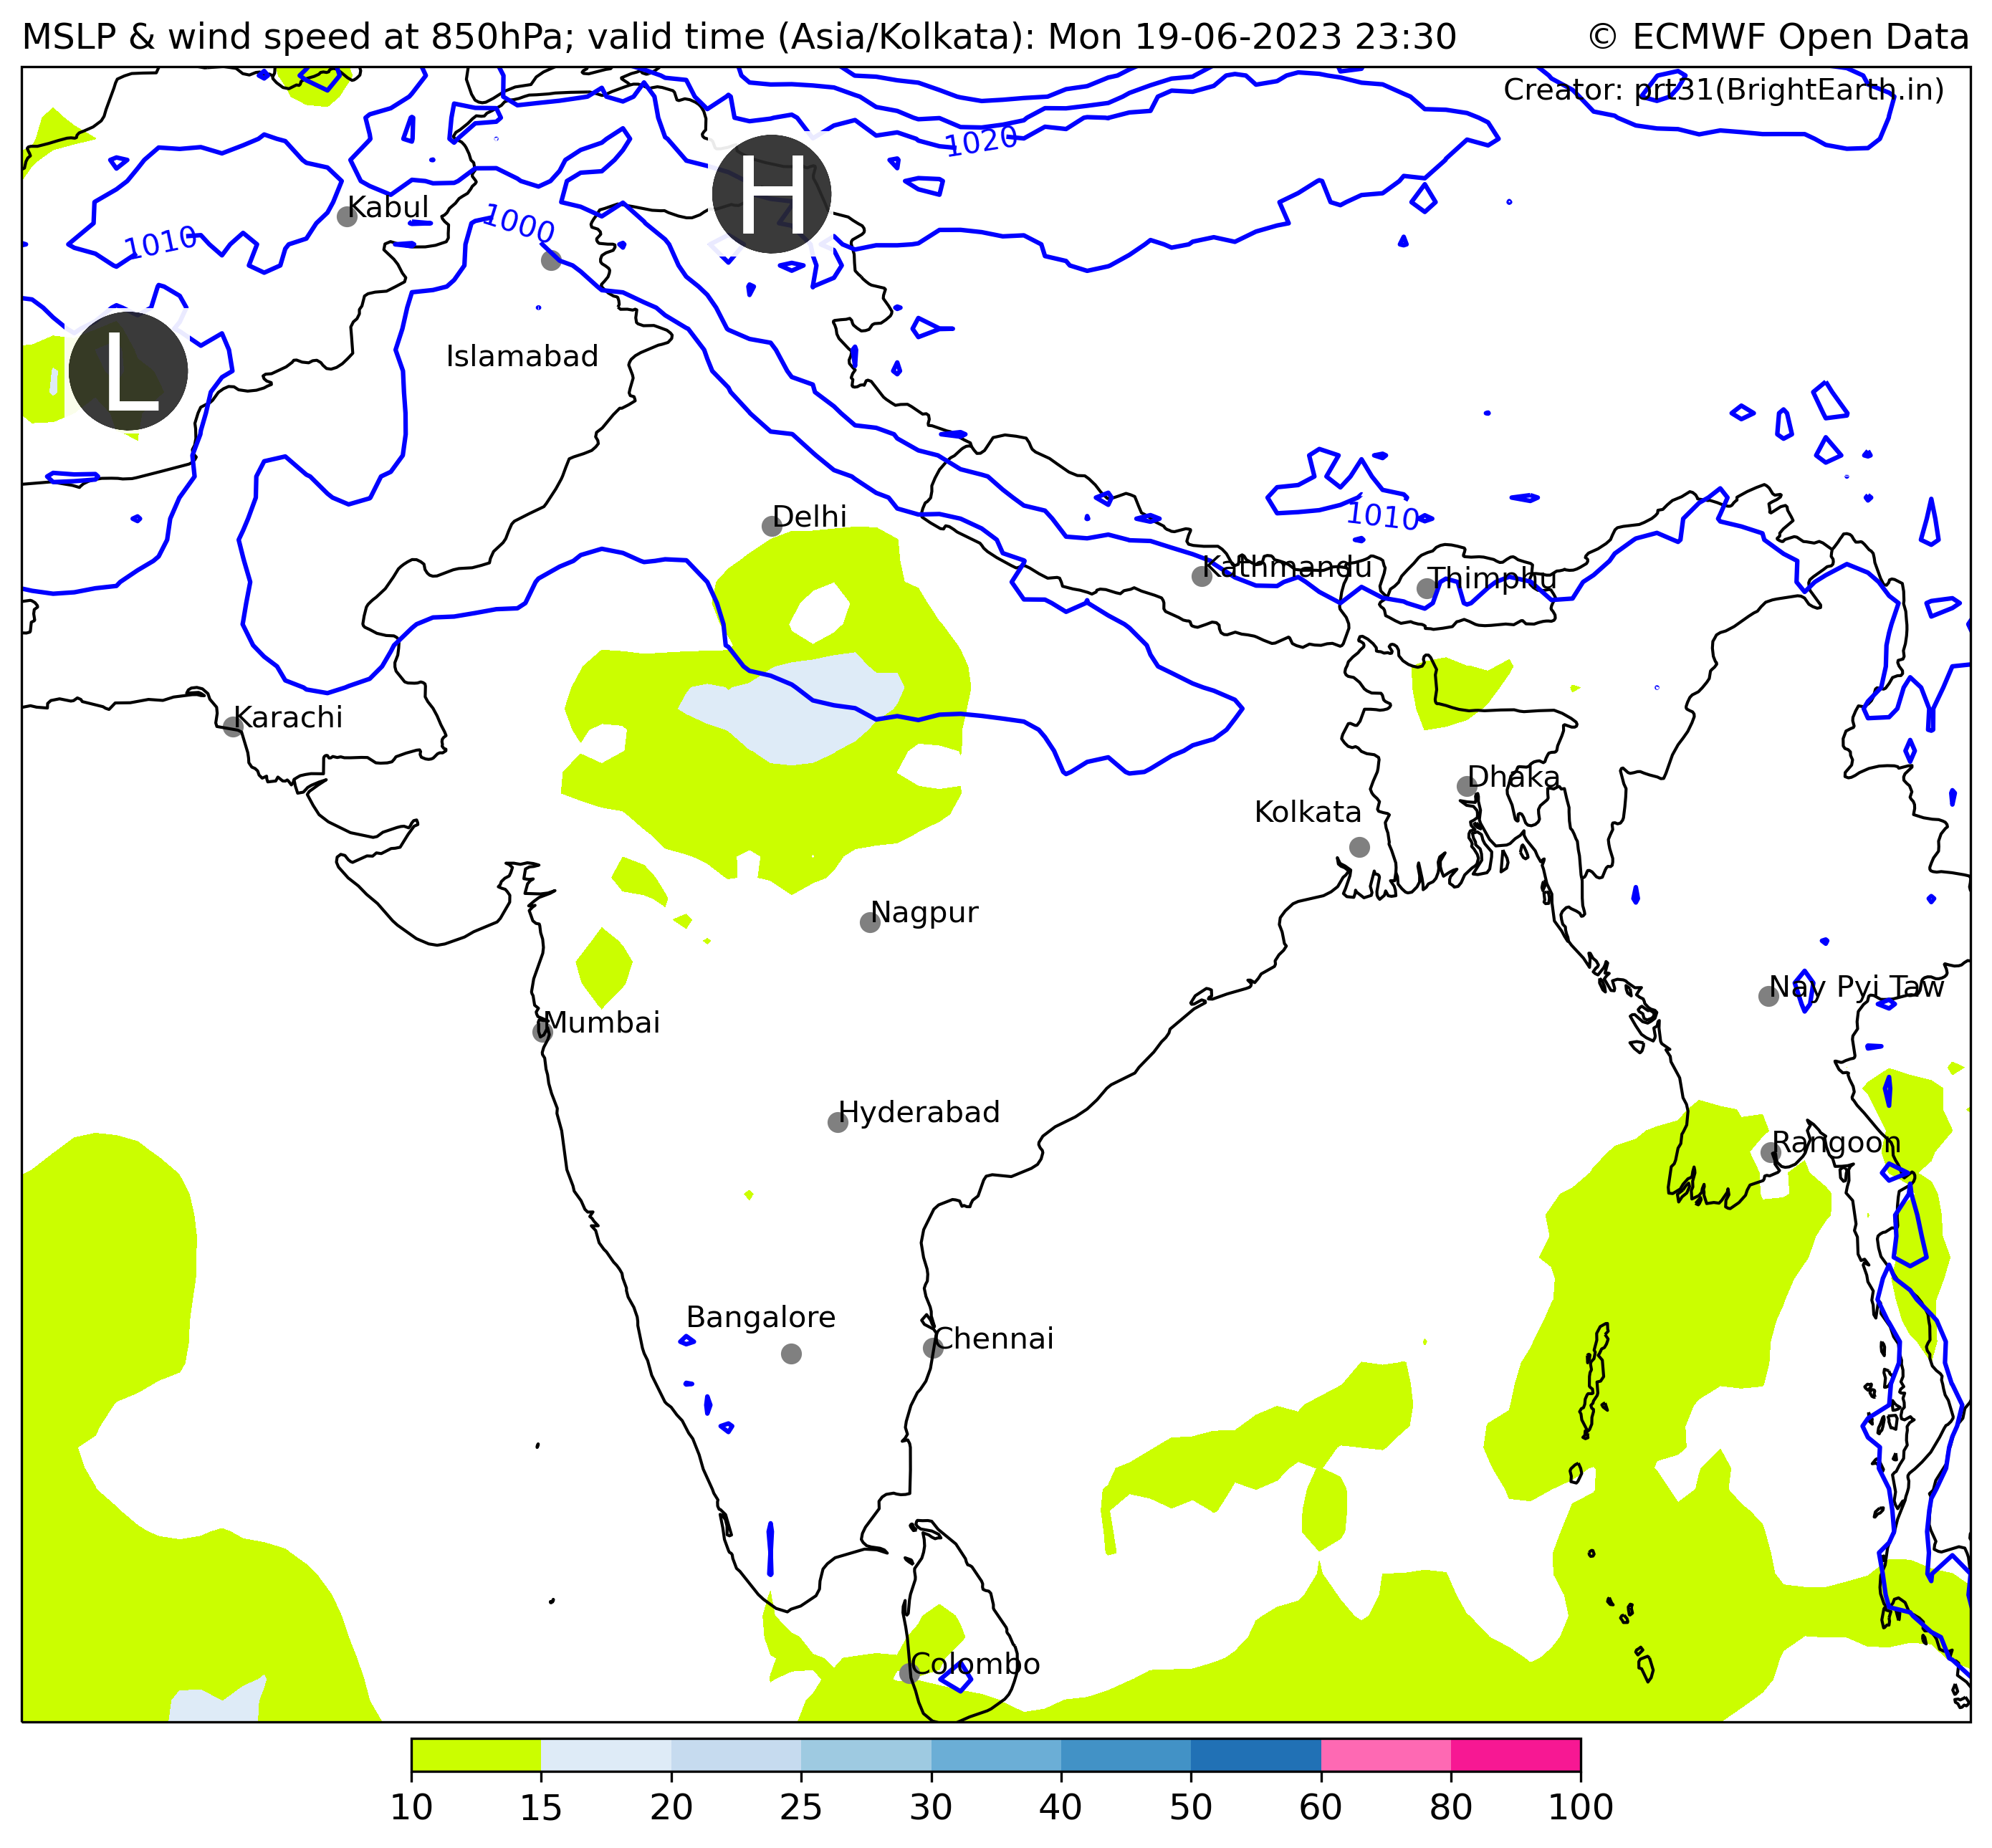 MSLP & wind speed at 850hPa; valid time (Asia/Kolkata): Mon 19-06-2023 23:30
© ECMWF Open Data
Creator: prt31(BrightEarth.in)
1020
H
Kabul
1000
1010
L
Islamabad
Delhi
1010
Kathmandu
Thimphu
Karachi
Dhaka
Kolkata
Nagpur
Nay Pyi Taw
Mumbai
Hyderabad
Rangoon
Bangalore
Chennai
Colombo
10 15 20 25 30 40 50 60 80 100